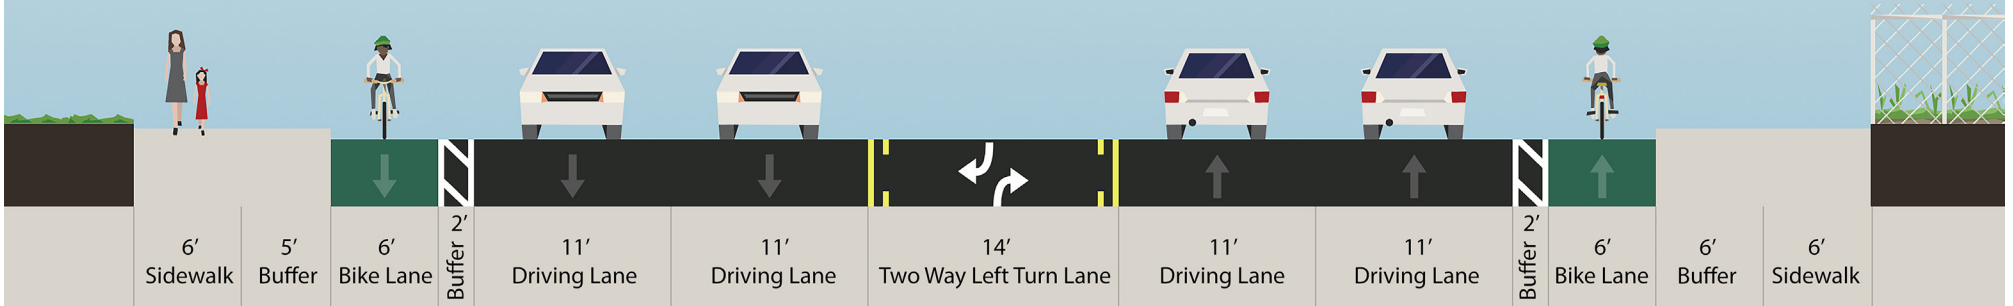 6’
Sidewalk
5’
Buffer
6’
Bike Lane
Buffer 2’
11’
Driving Lane
11’
Driving Lane
14’
Two Way Left Turn Lane
11’
Driving Lane
11’
Driving Lane
Buffer 2’
6’
Bike Lane
6’
Buffer
6’
Sidewalk